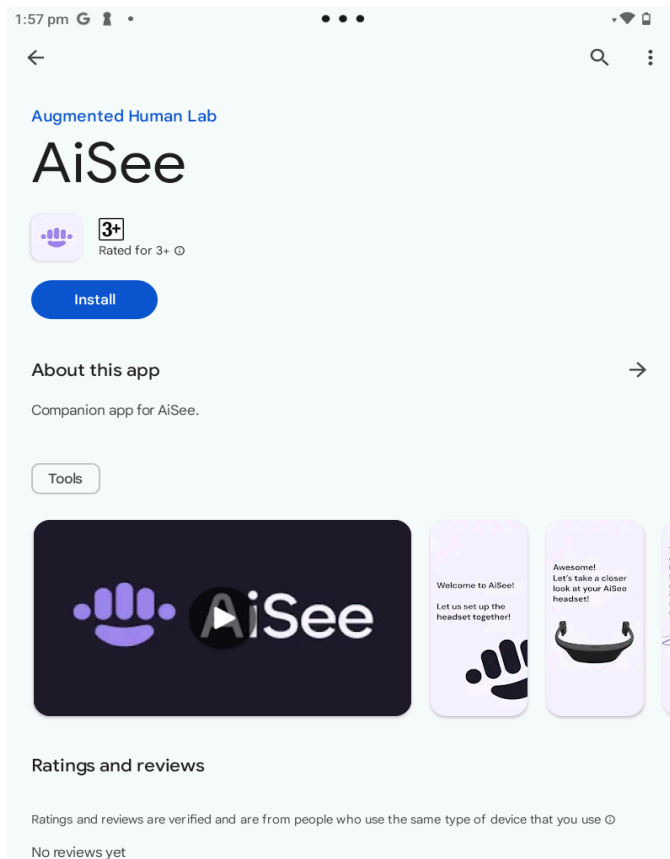 1:57 pm G
Augmented Human Lab
AiSee
3+
Rated for 3+
Install
About this app
Companion app for AiSee.
Tools
AiSee
Welcome to AiSee!
Let us set up the
headset together!
Awesome!
Let's take a closer
look at your AiSee
headset!
Ratings and reviews
Ratings and reviews are verified and are from people who use the same type of device that you use
No reviews yet